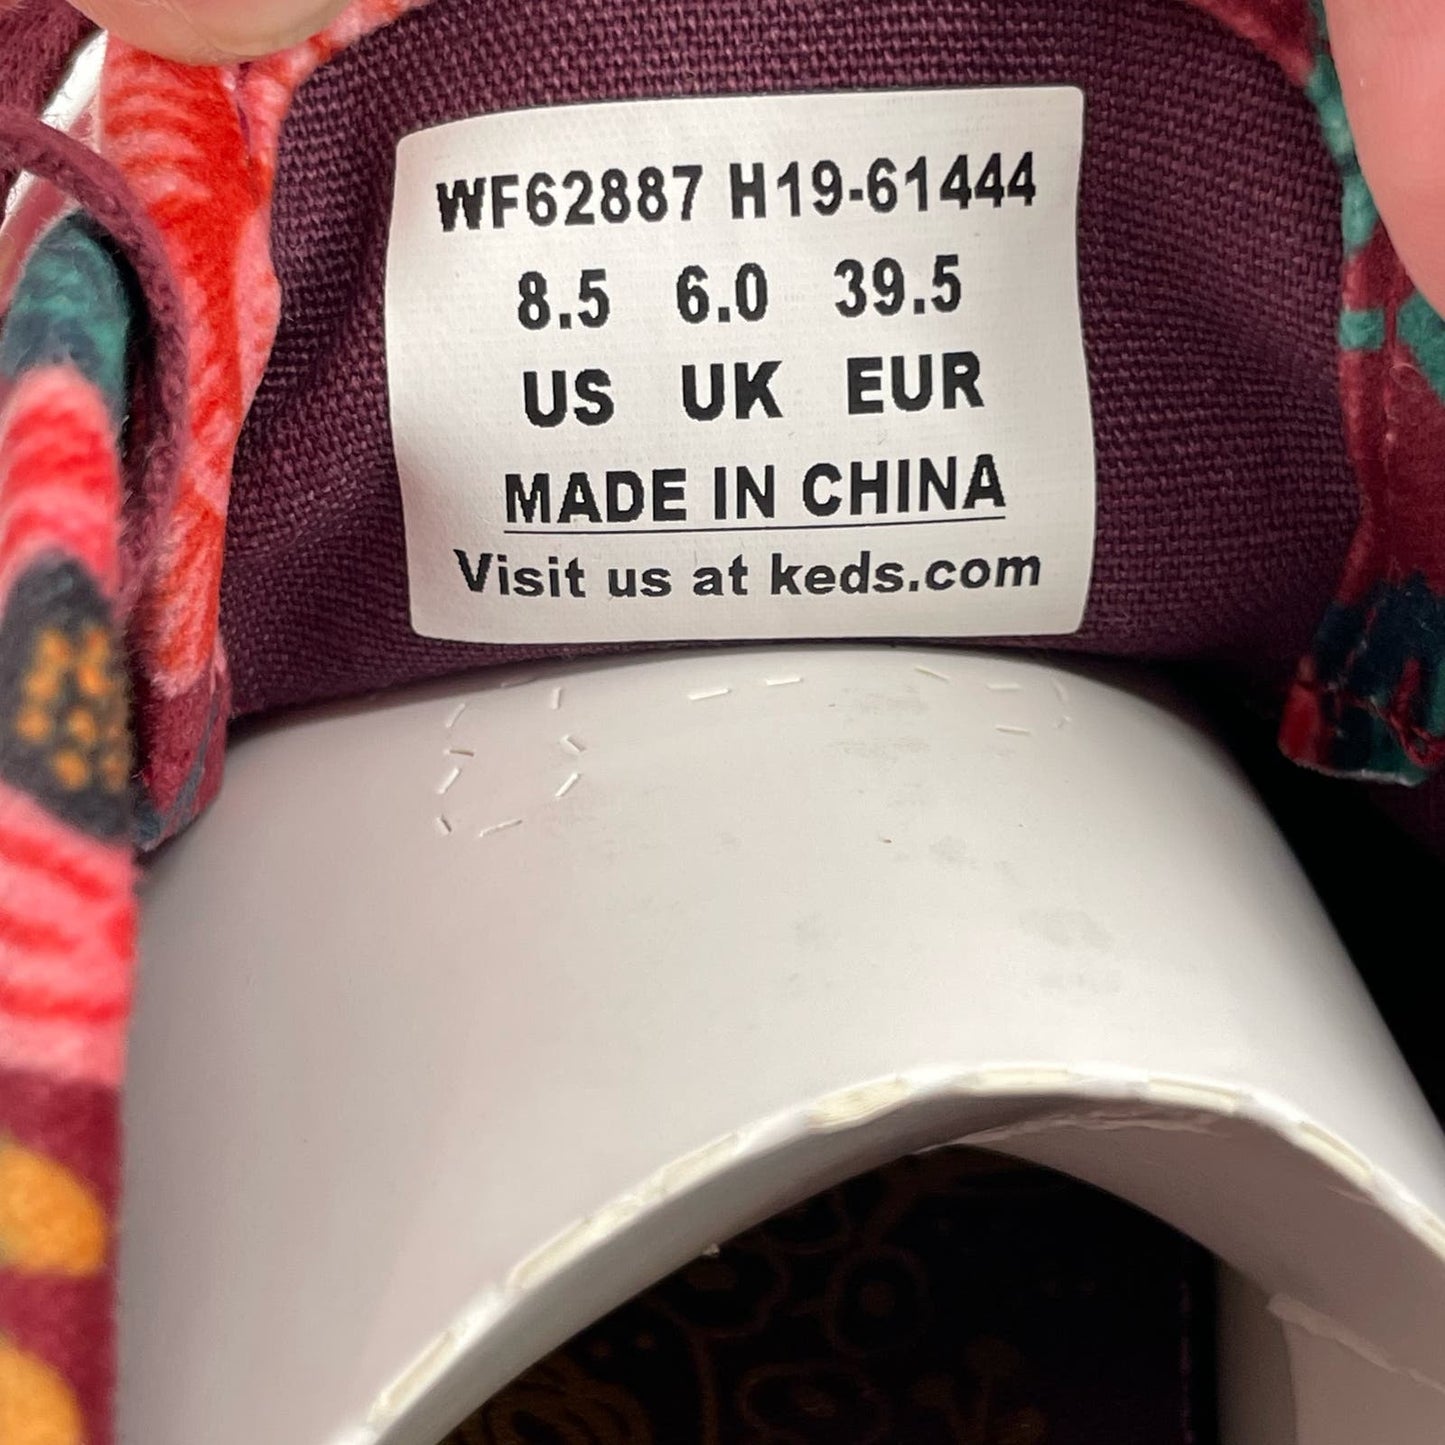 WF62887 H19-61444
8.5 6.0 39.5
US UK EUR
MADE IN CHINA
Visit us at keds.com